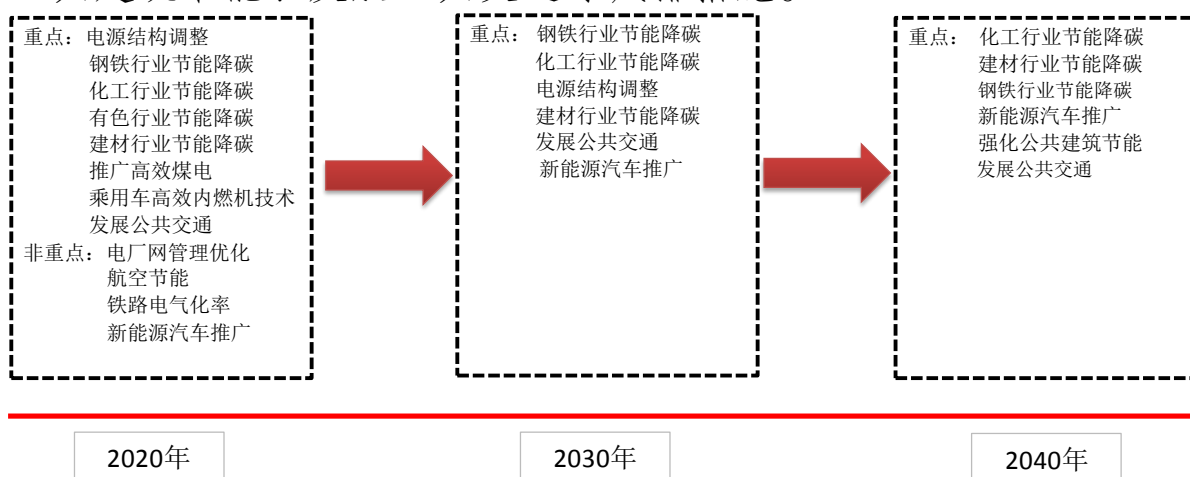 重点：电源结构调整
钢铁行业节能降碳
化工行业节能降碳
有色行业节能降碳
建材行业节能降碳
推广高效煤电
乘用车高效内燃机技术
发展公共交通
非重点：电厂网管理优化
航空节能
铁路电气化率
新能源汽车推广
重点：钢铁行业节能降碳
化工行业节能降碳
电源结构调整
建材行业节能降碳
发展公共交通
新能源汽车推广
重点：化工行业节能降碳
建材行业节能降碳
钢铁行业节能降碳
新能源汽车推广
强化公共建筑节能
发展公共交通
2020年
2030年
2040年